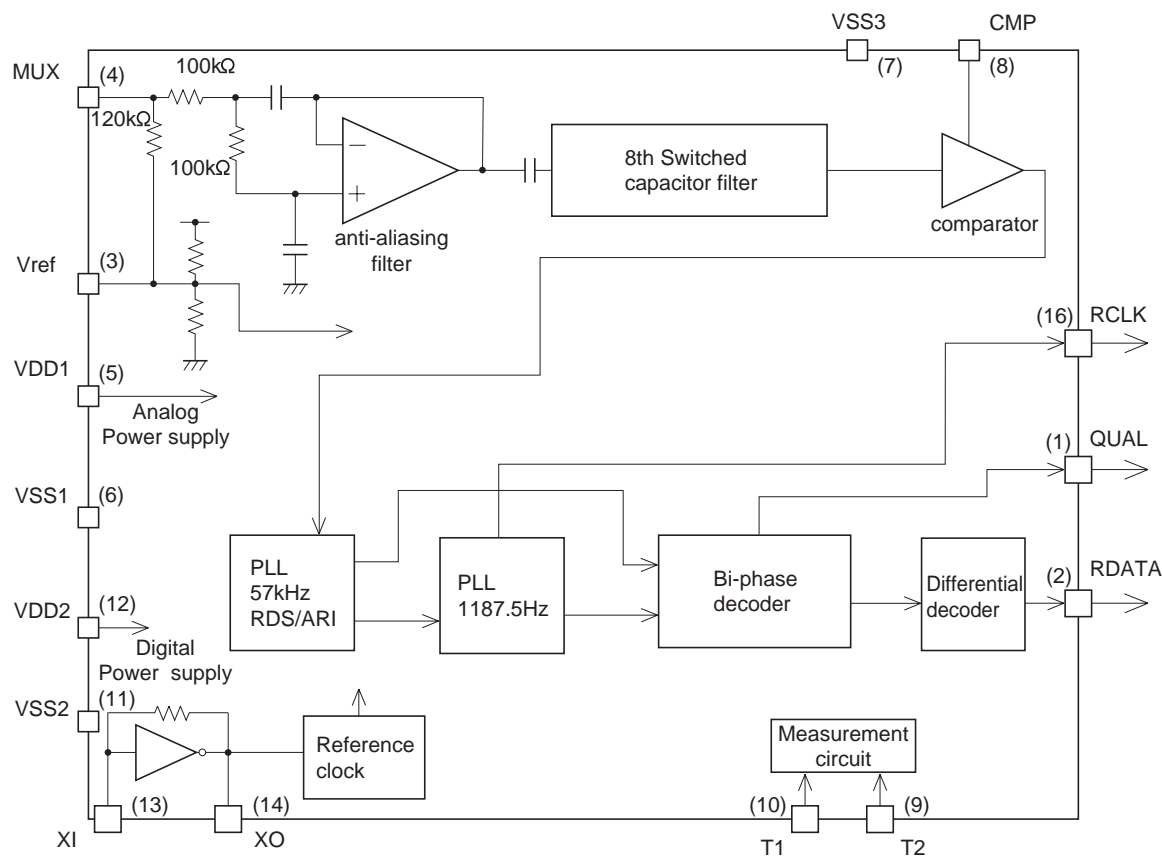 VSS3
CMP
(7)
(8)
MUX
(4)
100kΩ
120kΩ
100kΩ
8th Switched
capacitor filter
comparator
anti-aliasing
filter
Vref
(3)
(16)
RCLK
VDD1
(5)
Analog
Power supply
(1)
QUAL
VSS1
(6)
PLL
57kHz
RDS/ARI
PLL
1187.5Hz
Bi-phase
decoder
Differential
decoder
(2)
RDATA
VDD2
(12)
Digital
Power supply
VSS2
(11)
Reference
clock
Measurement
circuit
(13)
(14)
(10)
(9)
XI
XO
T1
T2